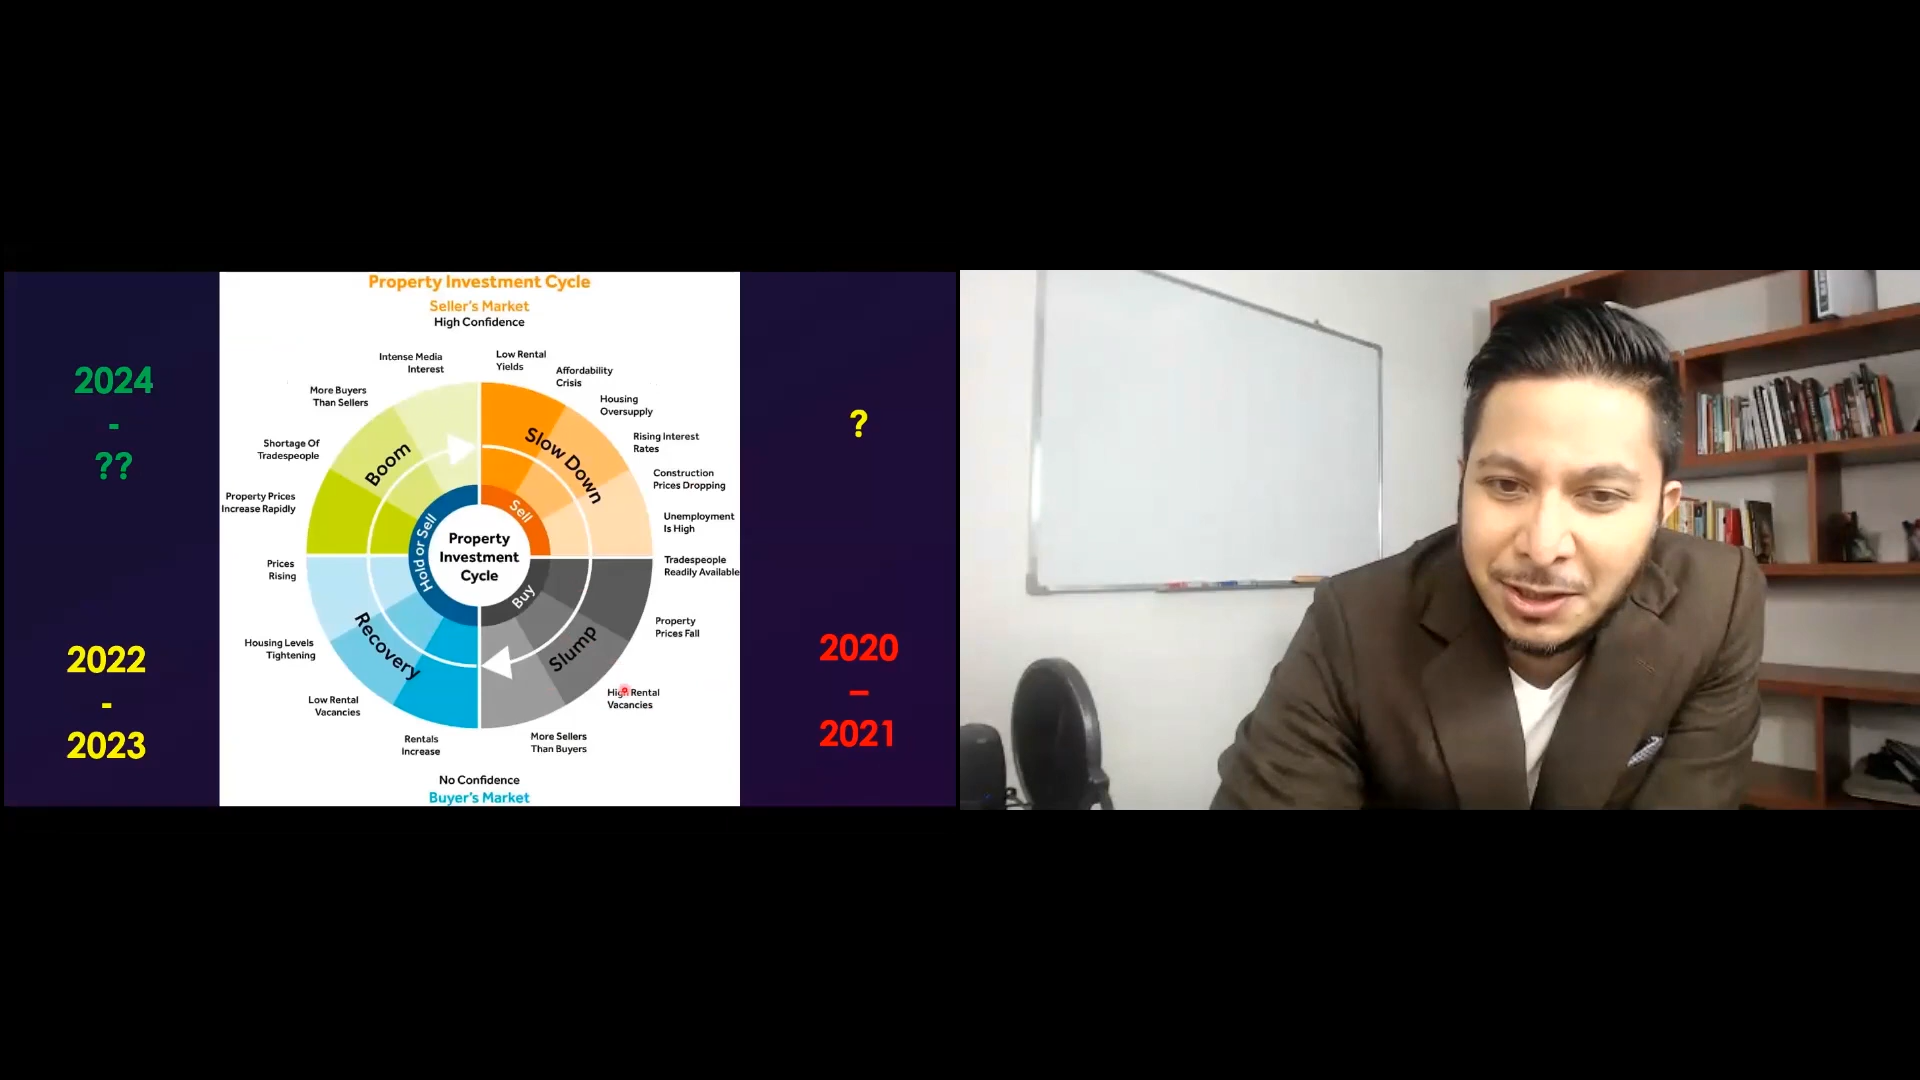 Property Investment Cycle
Seller's Market
High Confidence
2024
-
??
Intense Media
Interest
More Buyers
Than Sellers
Shortage Of
Tradespeople
Property Prices
Increase Rapidly
Boom
Low Rental
Yields
Affordability
Crisis
Housing
Oversupply
Rising Interest
Rates
Construction
Prices Dropping
Unemployment
Is High
Slow Down
?
Hold or Sell
Sell
Buy
Property
Investment
Cycle
Prices
Rising
Housing Levels
Tightening
Low Rental
Vacancies
Rentals
Increase
Recovery
2022
-
2023
Tradespeople
Readily Available
Property
Prices Fall
High Rental
Vacancies
More Sellers
Than Buyers
Slump
2020
–
2021
No Confidence
Buyer's Market